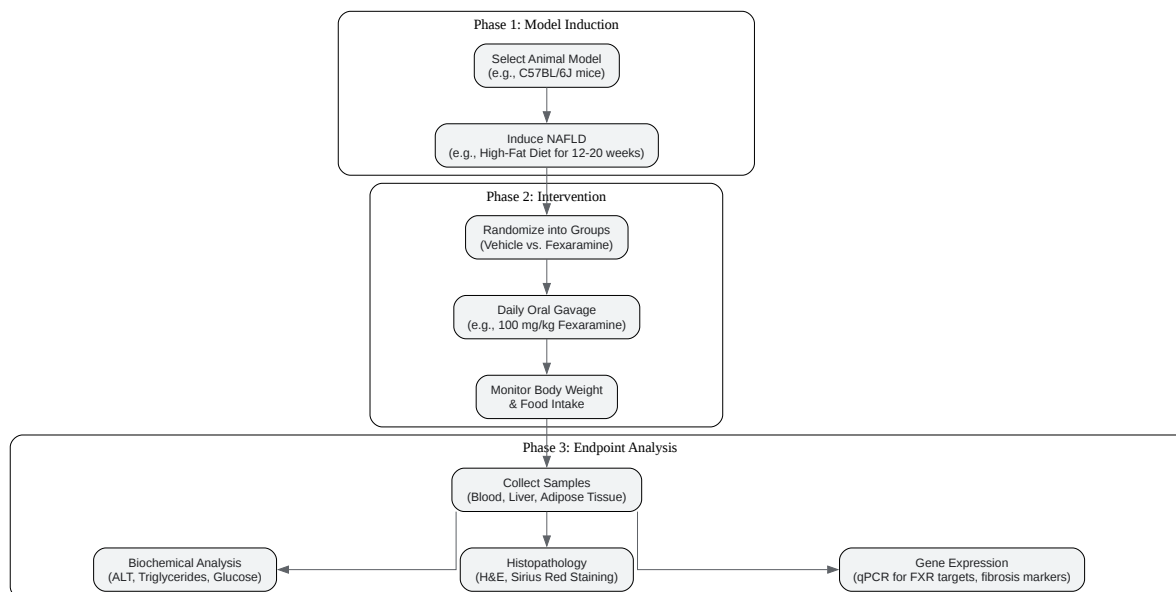 Phase 1: Model Induction
Select Animal Model
(e.g., C57BL/6J mice)
Induce NAFLD
(e.g., High-Fat Diet for 12-20 weeks)
Phase 2: Intervention
Randomize into Groups
(Vehicle vs. Fexaramine)
Daily Oral Gavage
(e.g., 100 mg/kg Fexaramine)
Monitor Body Weight
& Food Intake
Phase 3: Endpoint Analysis
Collect Samples
(Blood, Liver, Adipose Tissue)
Biochemical Analysis
(ALT, Triglycerides, Glucose)
Histopathology
(H&E, Sirius Red Staining)
Gene Expression
(qPCR for FXR targets, fibrosis markers)